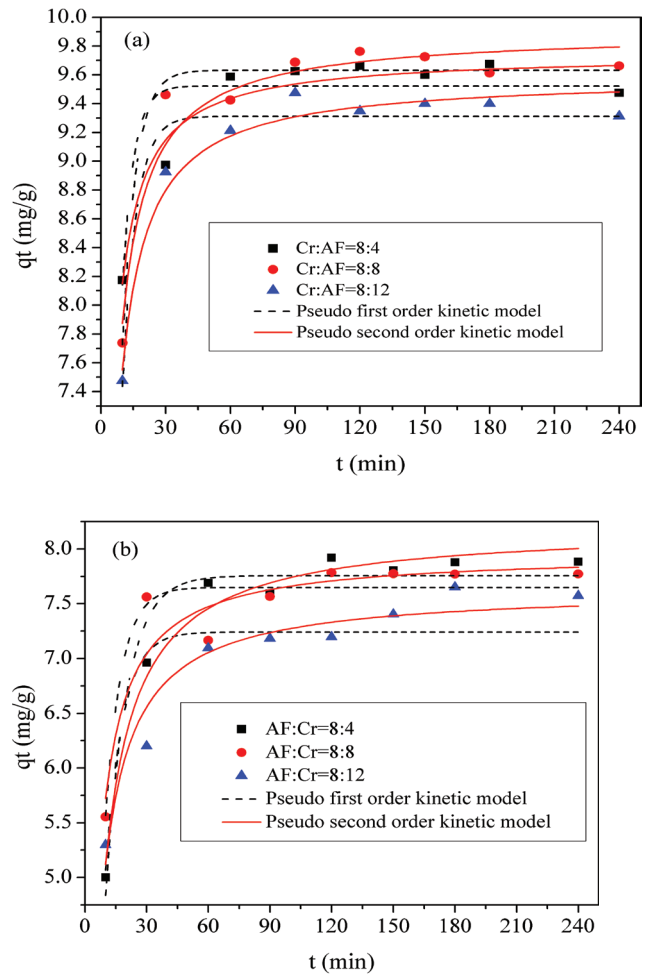 (a)
qt (mg/g)
9.8
9.6
9.4
9.2
9.0
8.8
8.6
8.4
8.2
8.0
7.8
7.6
7.4
Cr:AF=8:4
Cr:AF=8:8
Cr:AF=8:12
Pseudo first order kinetic model
Pseudo second order kinetic model
0 30 60 90 120 150 180 210 240
t (min)
(b)
qt (mg/g)
8.0
7.5
7.0
6.5
6.0
5.5
5.0
AF:Cr=8:4
AF:Cr=8:8
AF:Cr=8:12
Pseudo first order kinetic model
Pseudo second order kinetic model
0 30 60 90 120 150 180 210 240
t (min)